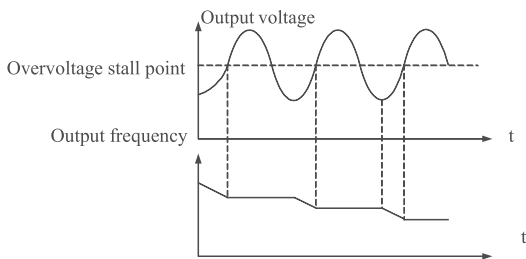 Output voltage
Overvoltage stall point
Output frequency
t
t